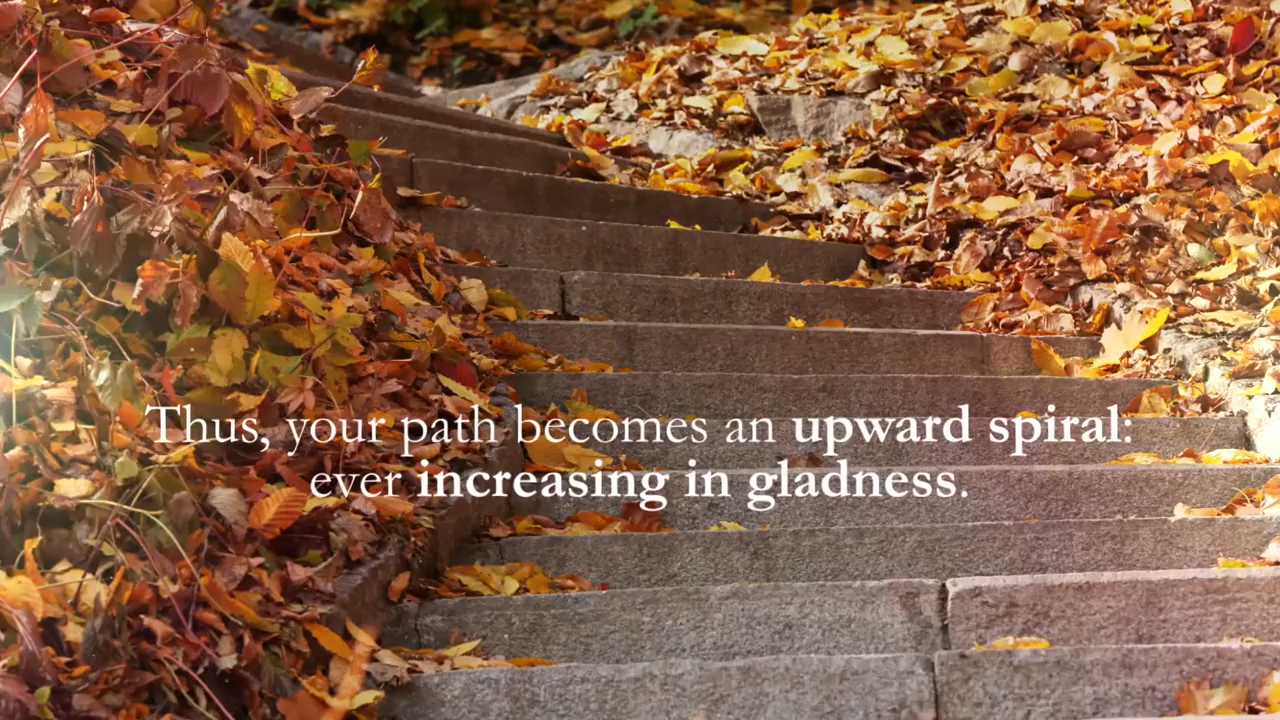 Thus, your path becomes an upward spiral:
ever increasing in gladness.